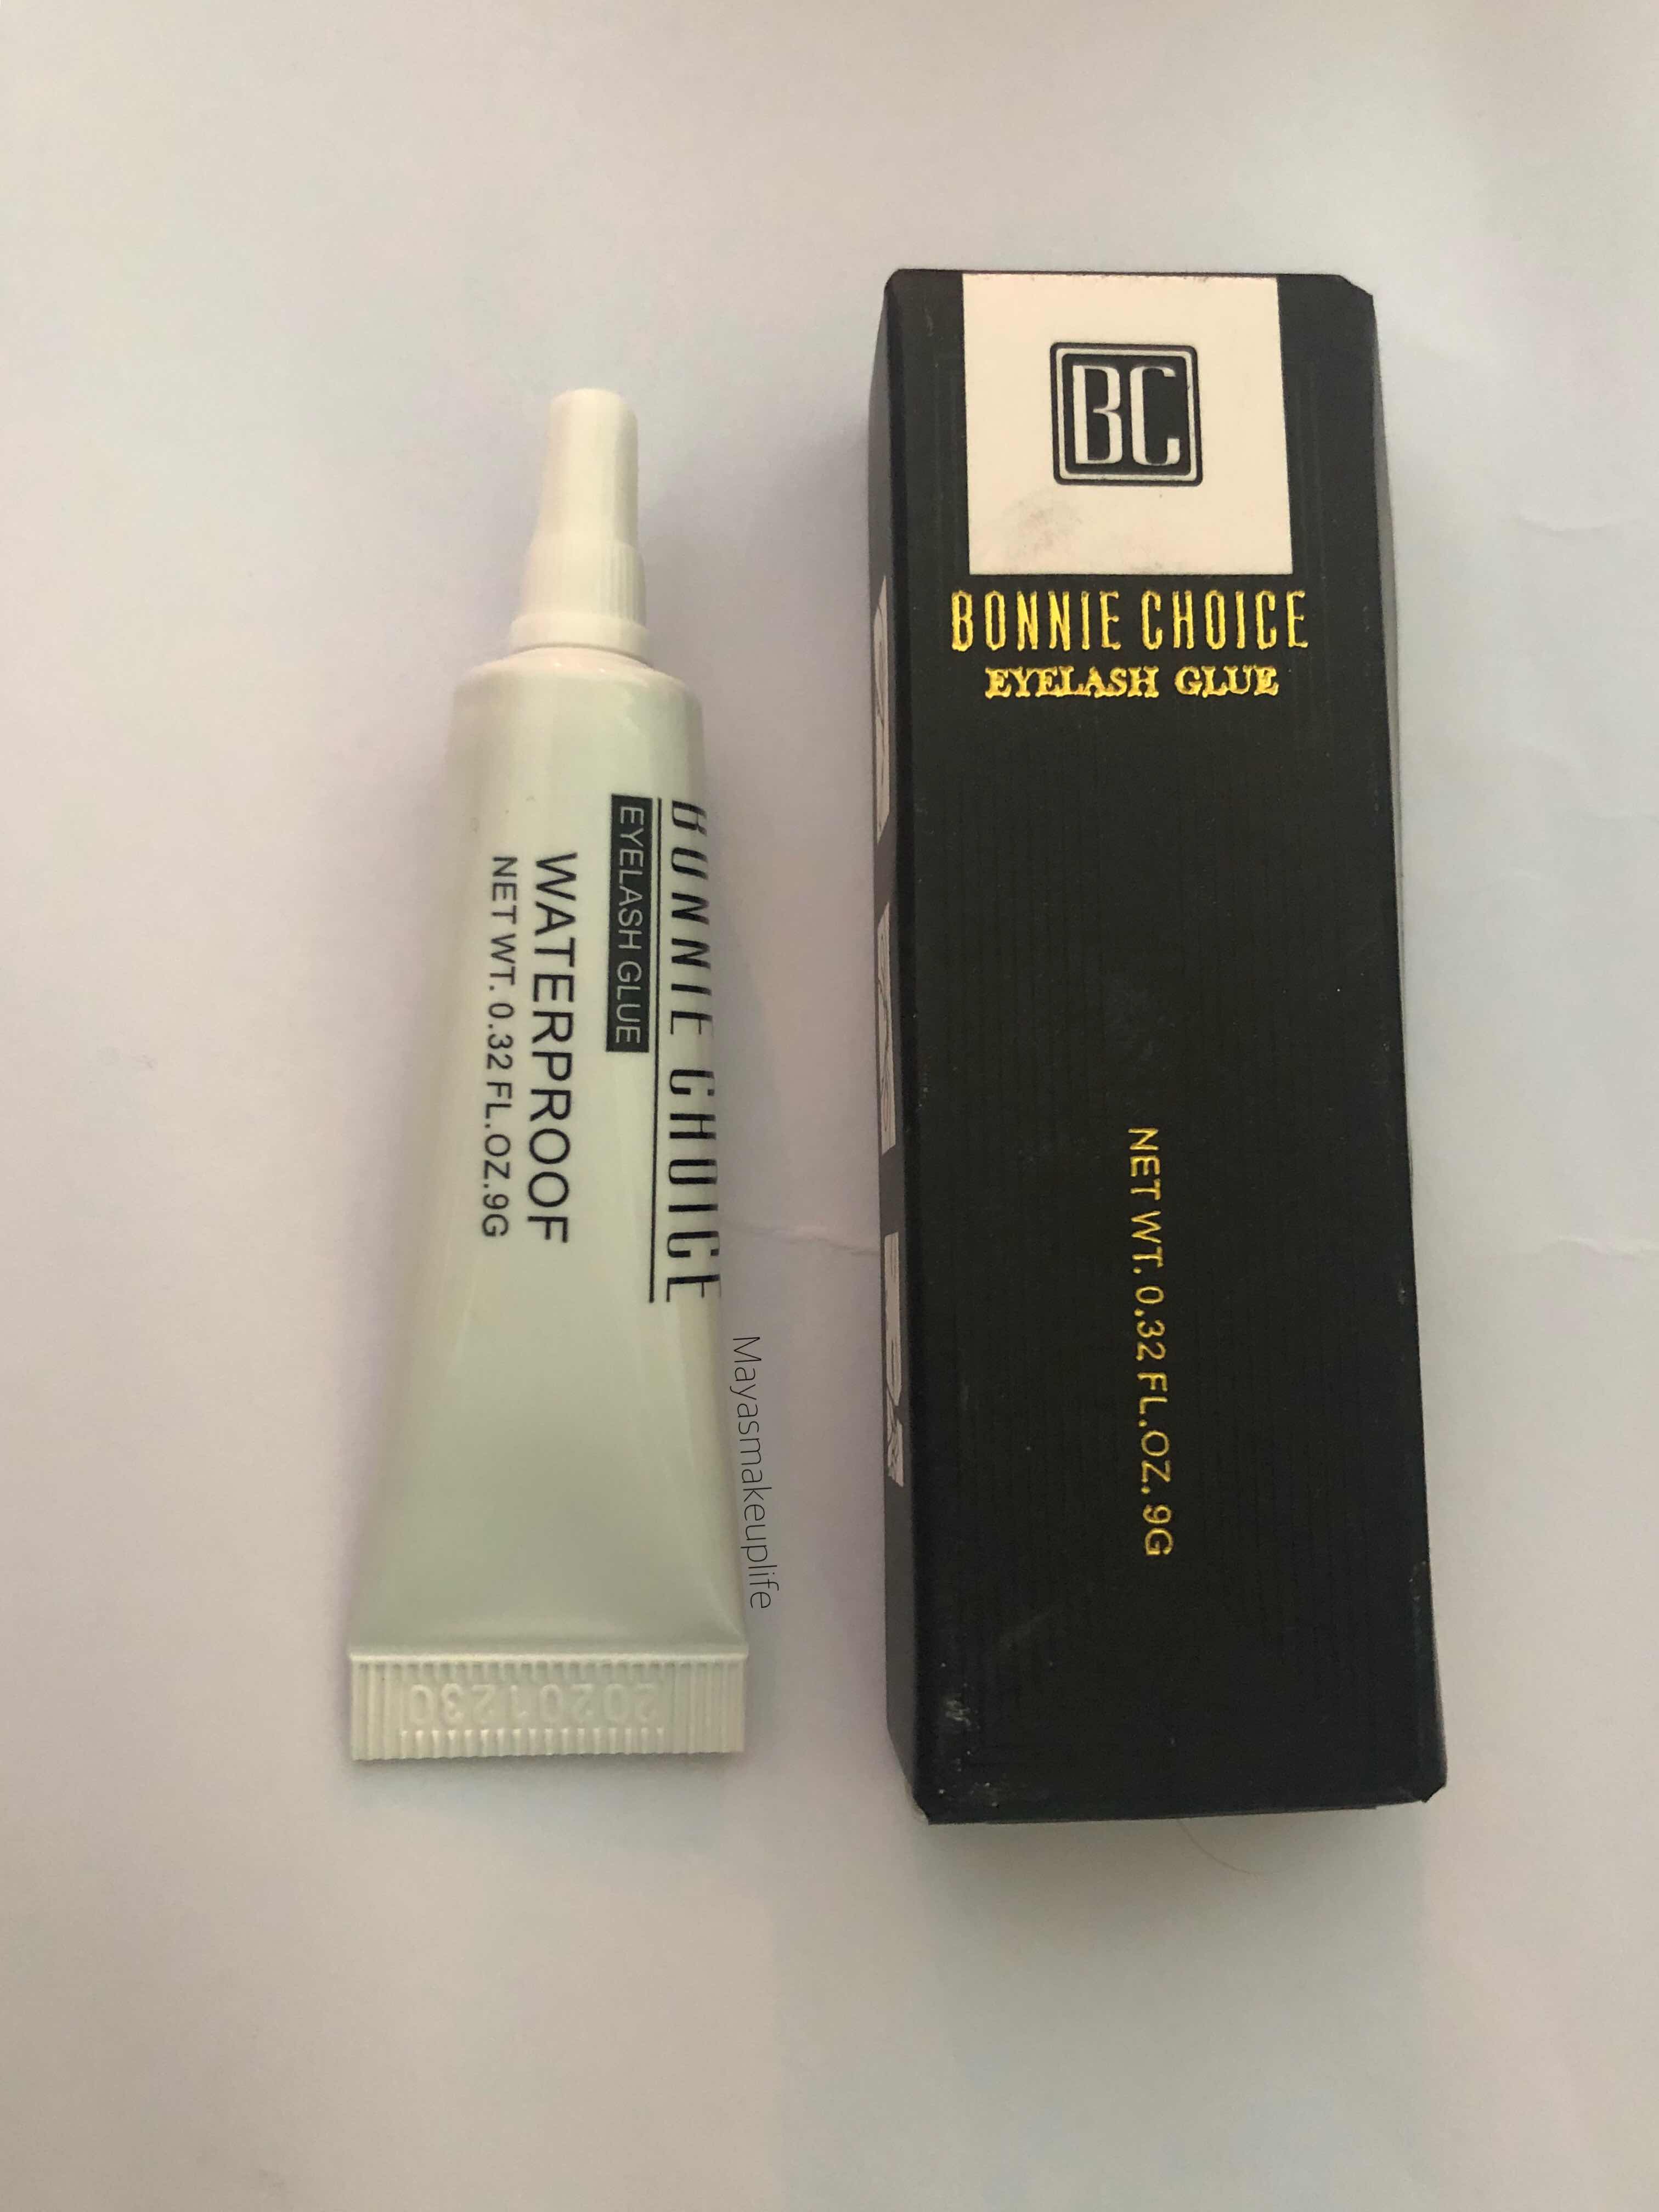 BONNIE CHOICE
EYELASH GLUE
WATERPROOF
NET WT. 0.32 FL.OZ.9G
20201230
Mayasmakeuplife
BC
BONNIE CHOICE
EYELASH GLUE
NET WT. 0.32 FL.OZ. 9G